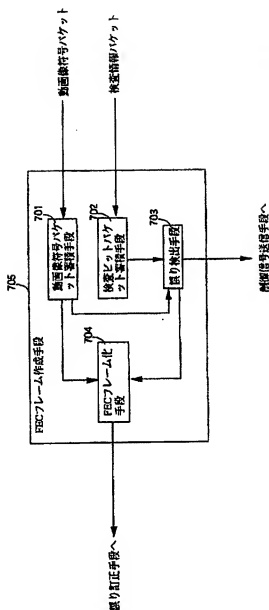 動画像符号パケット
検査情報パケット
705
FECフレーム作成手段
701
動画像符号パケ
ット蓄積手段
702
検査ビットパケ
ット蓄積手段
703
誤り検出手段
704
FECフレーム化
手段
誤り訂正手段へ
制御信号送信手段へ